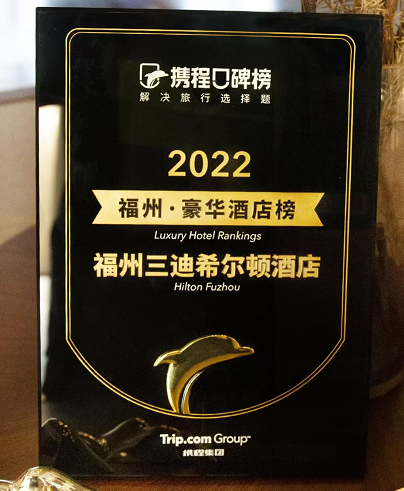 携程口碑榜
解决旅行选择题
2022
福州·豪华酒店榜
Luxury Hotel Rankings
福州三迪希尔顿酒店
Hilton Fuzhou
Trip.com Group™
携程集团